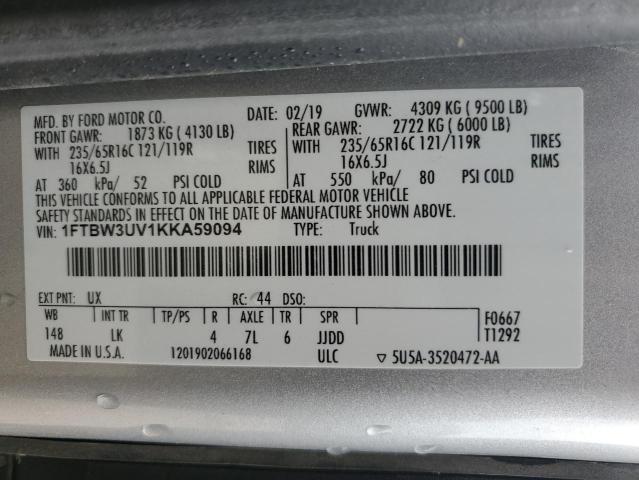 MFD. BY FORD MOTOR CO. DATE: 02/19 GVWR: 4309 KG (9500 LB)
FRONT GAWR: 1873 KG (4130 LB) REAR GAWR: 2722 KG (6000 LB)
WITH 235/65R16C 121/119R TIRES WITH 235/65R16C 121/119R TIRES
16X6.5J RIMS 16X6.5J RIMS
AT 360 kPa/ 52 PSI COLD AT 550 kPa/ 80 PSI COLD
THIS VEHICLE CONFORMS TO ALL APPLICABLE FEDERAL MOTOR VEHICLE
SAFETY STANDARDS IN EFFECT ON THE DATE OF MANUFACTURE SHOWN ABOVE.
VIN: 1FTBW3UV1KKA59094 TYPE: Truck
EXT PNT: UX RC: 44 DSO:
WB INT TR TP/PS R AXLE TR SPR F0667
148 LK 4 7L 6 JJDD T1292
MADE IN U.S.A. 1201902066168 ULC ▽ 5U5A-3520472-AA